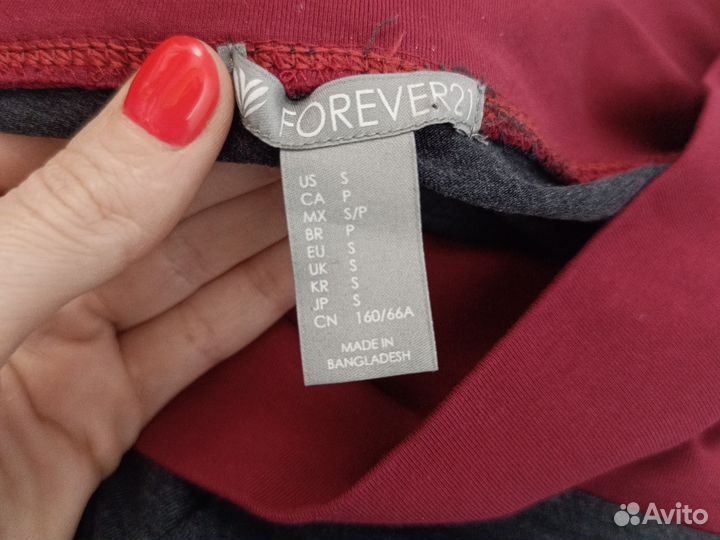 FOREVER21
US S
CA P
MX S/P
BR P
EU S
UK S
KR S
JP S
CN 160/66A
MADE IN
BANGLADESH
Avito